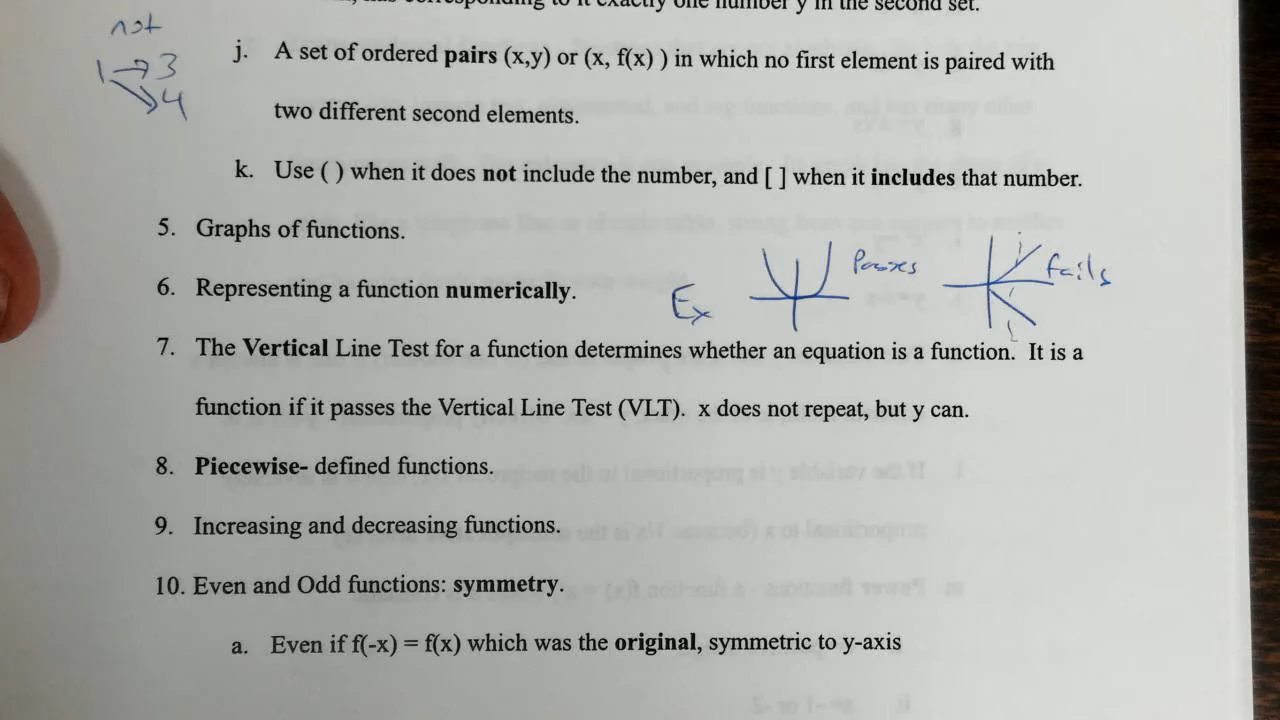 exactly one number y in the second set.
not
j. A set of ordered pairs (x,y) or (x, f(x) ) in which no first element is paired with
1 → 3
4
two different second elements.
k. Use ( ) when it does not include the number, and [ ] when it includes that number.
5. Graphs of functions.
Passes
fails
6. Representing a function numerically.
Ex
7. The Vertical Line Test for a function determines whether an equation is a function. It is a
function if it passes the Vertical Line Test (VLT). x does not repeat, but y can.
8. Piecewise- defined functions.
9. Increasing and decreasing functions.
10. Even and Odd functions: symmetry.
a. Even if f(-x) = f(x) which was the original, symmetric to y-axis